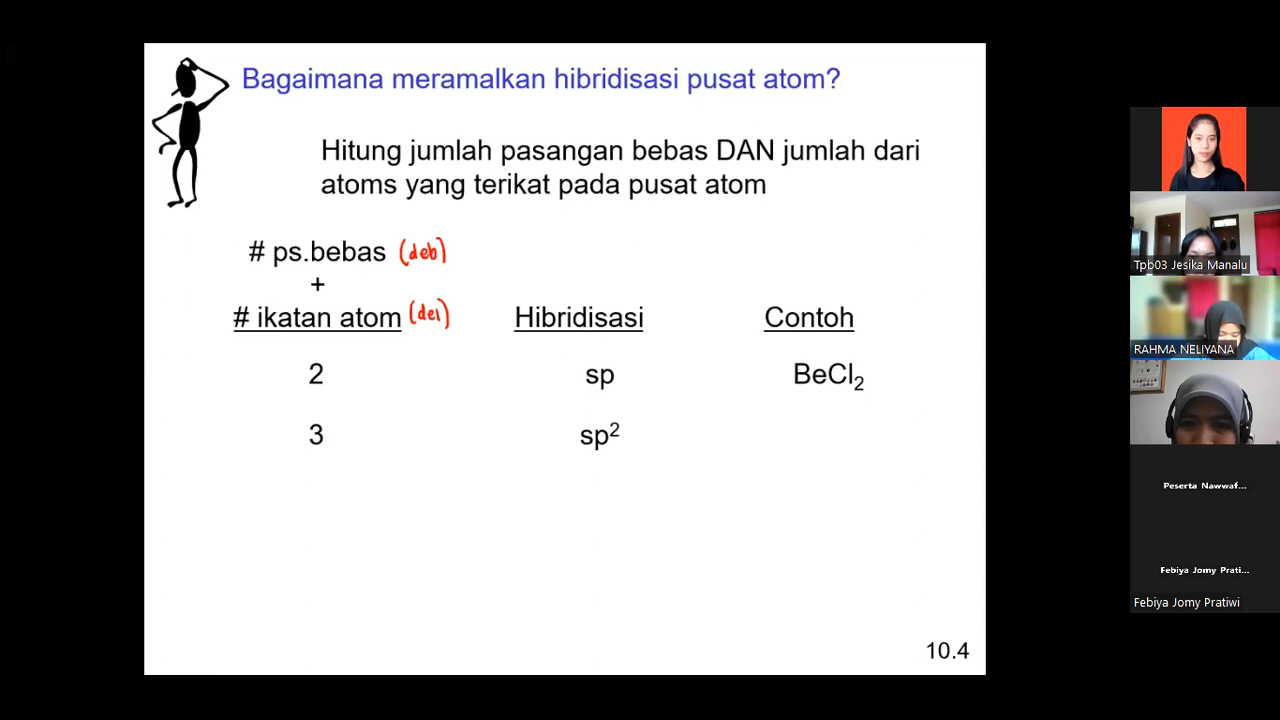 Bagaimana meramalkan hibridisasi pusat atom?
Hitung jumlah pasangan bebas DAN jumlah dari
atoms yang terikat pada pusat atom
# ps.bebas (deb)
+
# ikatan atom (dei) Hibridisasi Contoh
2 sp BeCl₂
3 sp²
10.4
Tpb03 Jesika Manalu
RAHMA NELIYANA
Peserta Nawwaf...
Febiya Jomy Prati...
Febiya Jomy Pratiwi